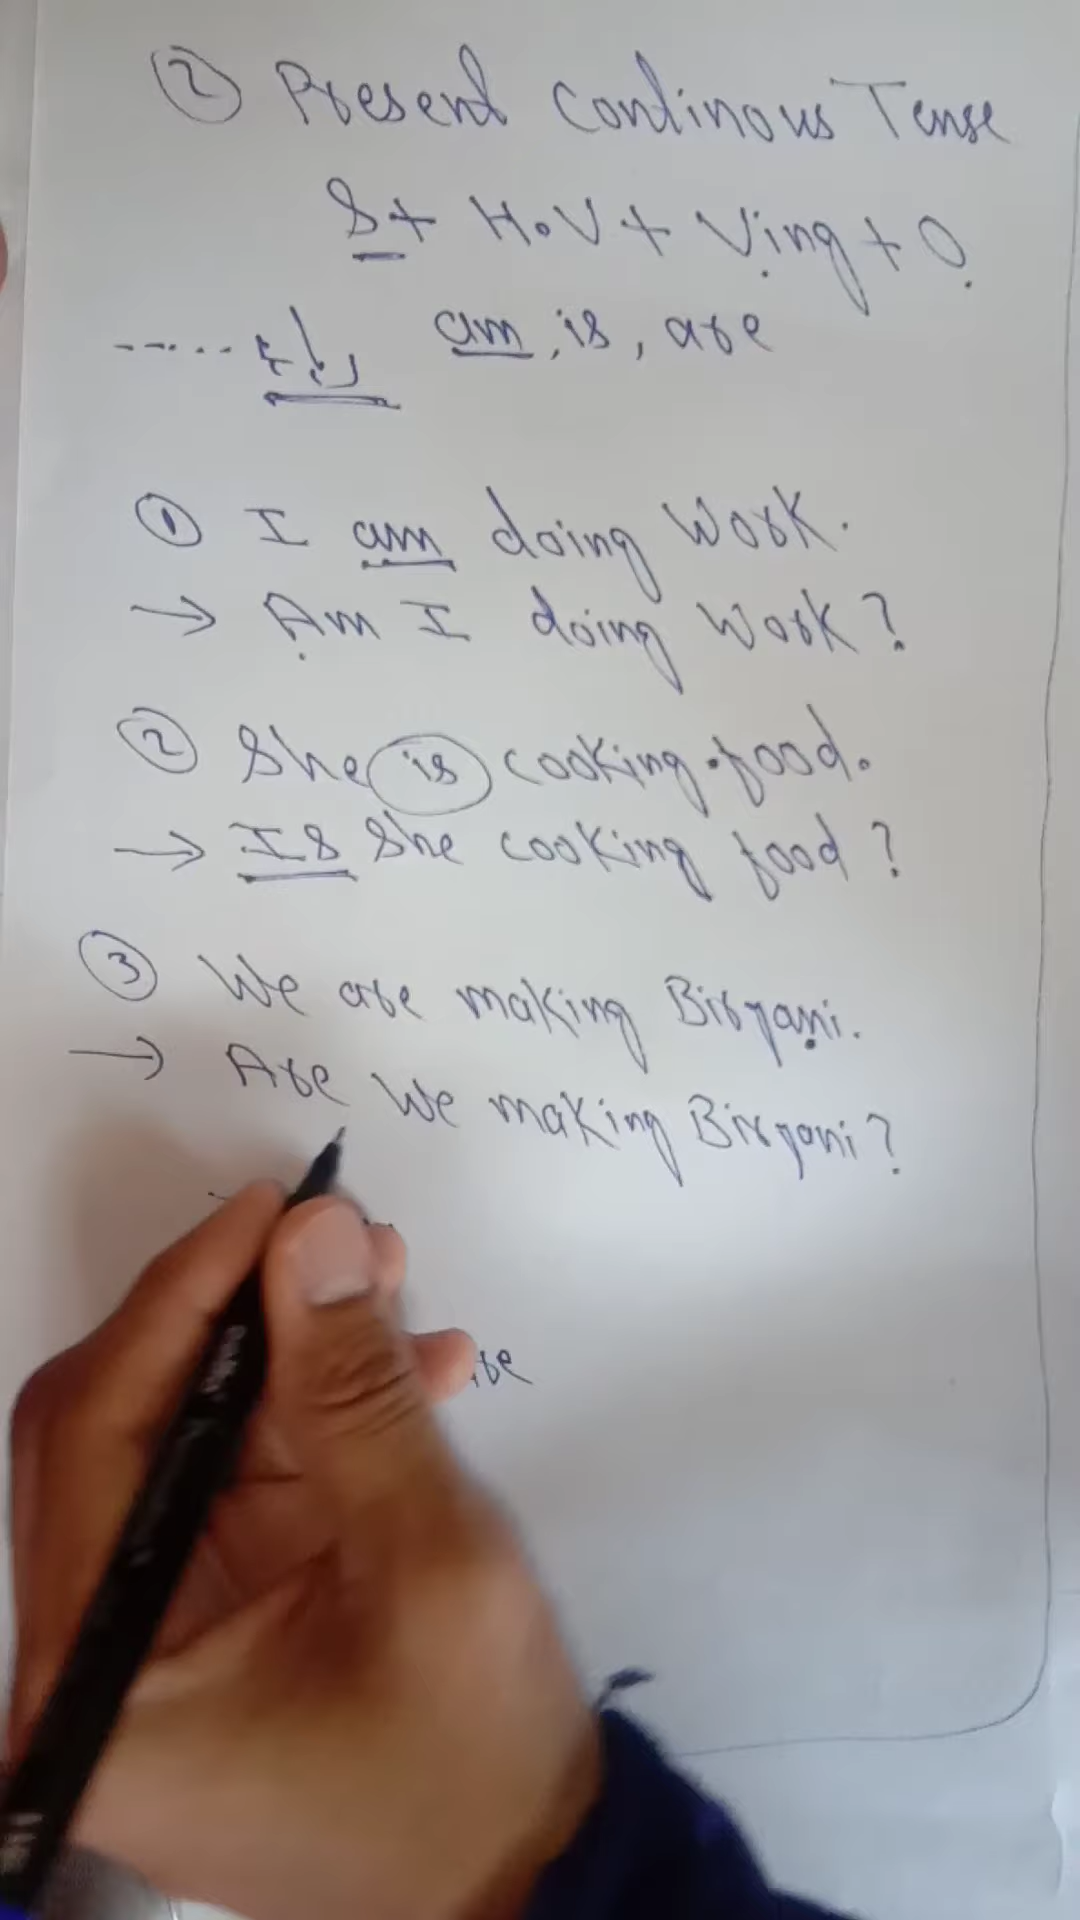 ② Present Continous Tense
S + H.V + Ving + O
..... am, is, are
① I am doing Work.
→ Am I doing Work?
② She is cooking food.
→ Is She cooking food?
③ We are making Biryani.
→ Are We making Biryani?